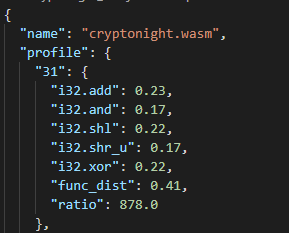 {
"name": "cryptonight.wasm",
"profile": {
"31": {
"i32.add": 0.23,
"i32.and": 0.17,
"i32.shl": 0.22,
"i32.shr_u": 0.17,
"i32.xor": 0.22,
"func_dist": 0.41,
"ratio": 878.0
},